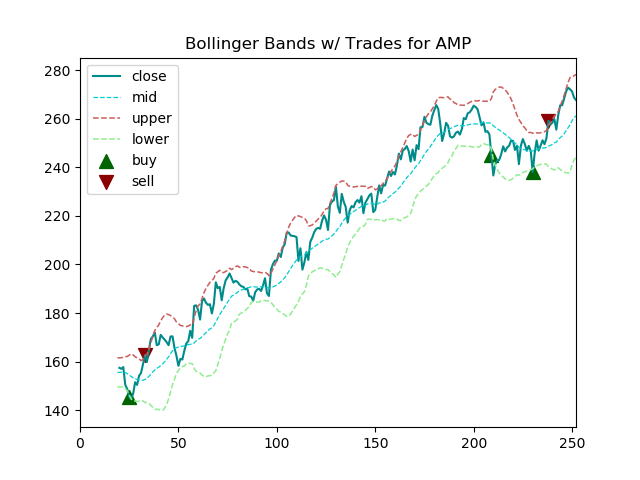 Bollinger Bands w/ Trades for AMP
close
mid
upper
lower
buy
sell
280
260
240
220
200
180
160
140
0 50 100 150 200 250